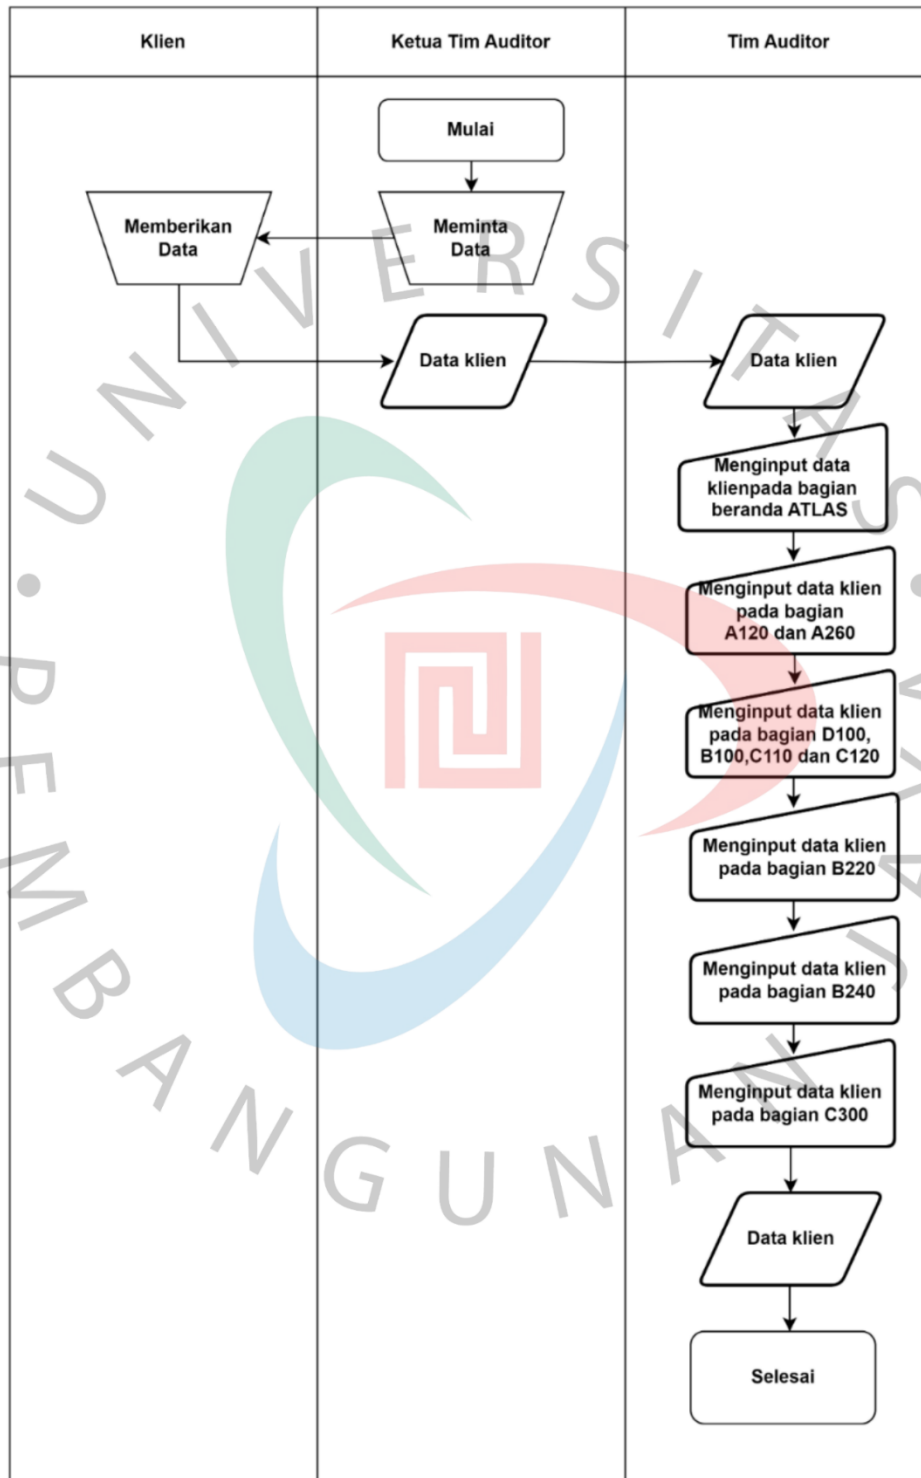 Klien
Ketua Tim Auditor
Tim Auditor
Mulai
Memberikan
Data
Meminta
Data
Data klien
Data klien
Menginput data
klienpada bagian
beranda ATLAS
Menginput data klien
pada bagian
A120 dan A260
Menginput data klien
pada bagian D100,
B100,C110 dan C120
Menginput data klien
pada bagian B220
Menginput data klien
pada bagian B240
Menginput data klien
pada bagian C300
Data klien
Selesai
UNIVERSITAS
PEMBANGUNAN